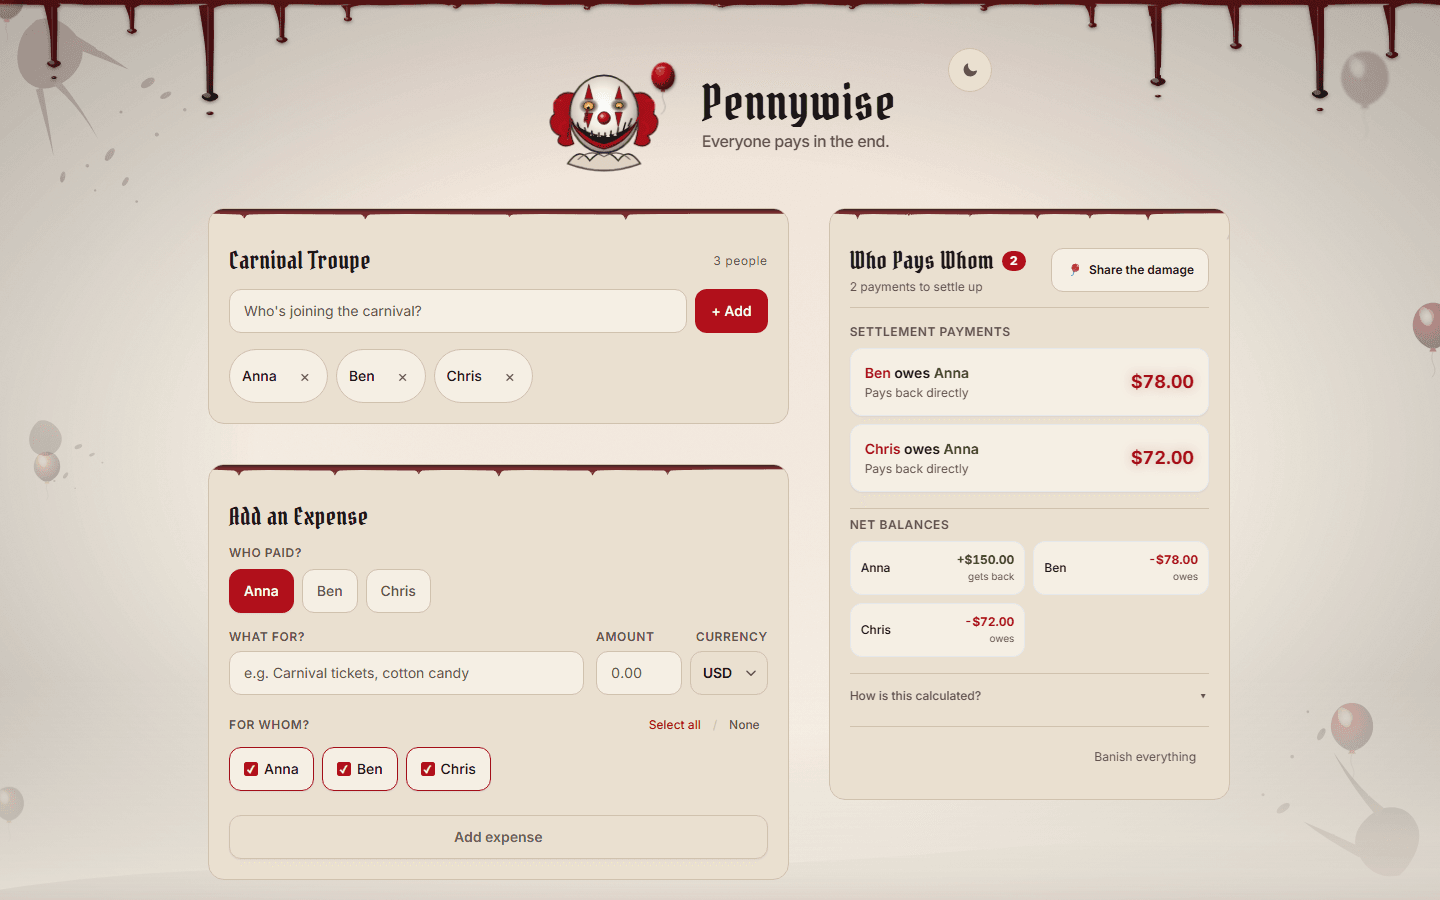 Pennywise
Everyone pays in the end.
Carnival Troupe
3 people
Who's joining the carnival?
+ Add
Anna ×
Ben ×
Chris ×
Add an Expense
WHO PAID?
Anna
Ben
Chris
WHAT FOR?
AMOUNT
CURRENCY
e.g. Carnival tickets, cotton candy
0.00
USD
FOR WHOM?
Select all / None
Anna
Ben
Chris
Add expense
Who Pays Whom 2
2 payments to settle up
Share the damage
SETTLEMENT PAYMENTS
Ben owes Anna
Pays back directly
$78.00
Chris owes Anna
Pays back directly
$72.00
NET BALANCES
Anna
+$150.00
gets back
Ben
-$78.00
owes
Chris
-$72.00
owes
How is this calculated?
Banish everything